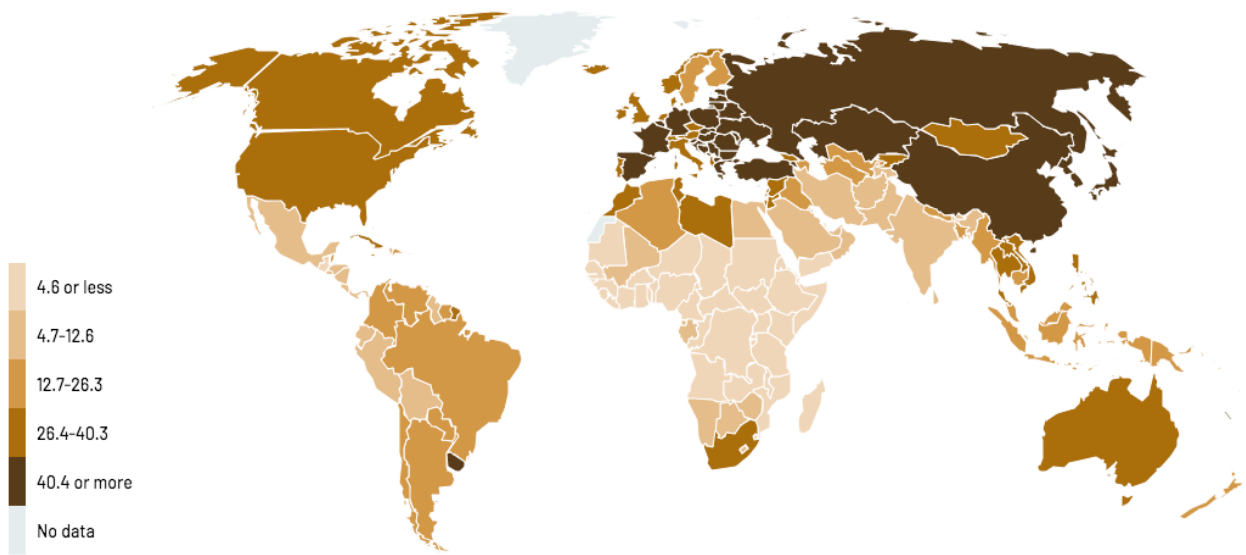 4.6 or less
4.7-12.6
12.7-26.3
26.4-40.3
40.4 or more
No data